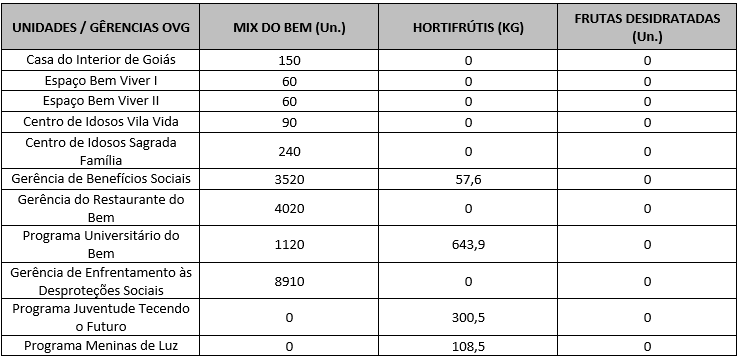 UNIDADES / GÊRENCIAS OVG MIX DO BEM (Un.) HORTIFRÚTIS (KG) FRUTAS DESIDRATADAS (Un.)
Casa do Interior de Goiás 150 0 0
Espaço Bem Viver I 60 0 0
Espaço Bem Viver II 60 0 0
Centro de Idosos Vila Vida 90 0 0
Centro de Idosos Sagrada
Família 240 0 0
Gerência de Benefícios Sociais 3520 57,6 0
Gerência do Restaurante do
Bem 4020 0 0
Programa Universitário do
Bem 1120 643,9 0
Gerência de Enfrentamento às
Desproteções Sociais 8910 0 0
Programa Juventude Tecendo
o Futuro 0 300,5 0
Programa Meninas de Luz 0 108,5 0